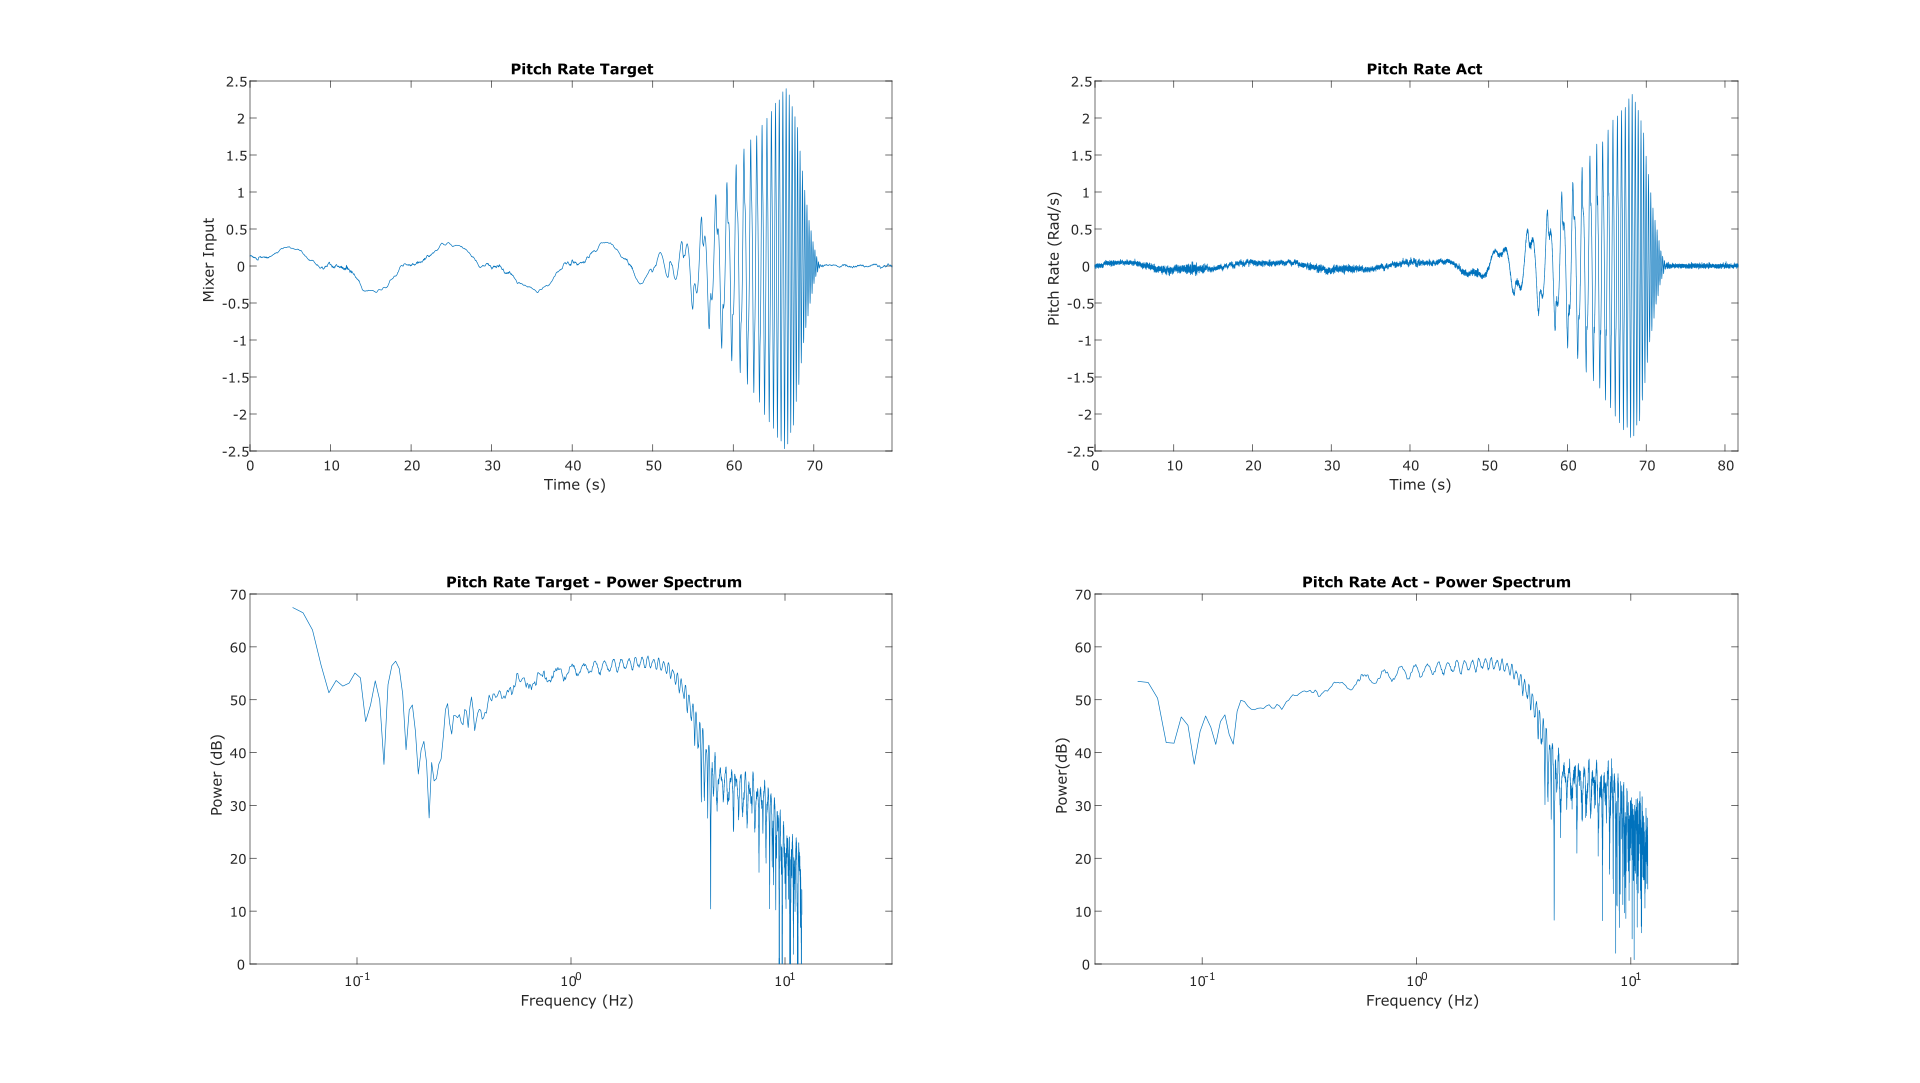 Pitch Rate Target
2.5
2
1.5
1
0.5
0
-0.5
-1
-1.5
-2
-2.5
Mixer Input
0 10 20 30 40 50 60 70
Time (s)
Pitch Rate Act
2.5
2
1.5
1
0.5
0
-0.5
-1
-1.5
-2
-2.5
Pitch Rate (Rad/s)
0 10 20 30 40 50 60 70 80
Time (s)
Pitch Rate Target - Power Spectrum
70
60
50
40
30
20
10
0
Power (dB)
10-1 100 101
Frequency (Hz)
Pitch Rate Act - Power Spectrum
70
60
50
40
30
20
10
0
Power(dB)
10-1 100 101
Frequency (Hz)